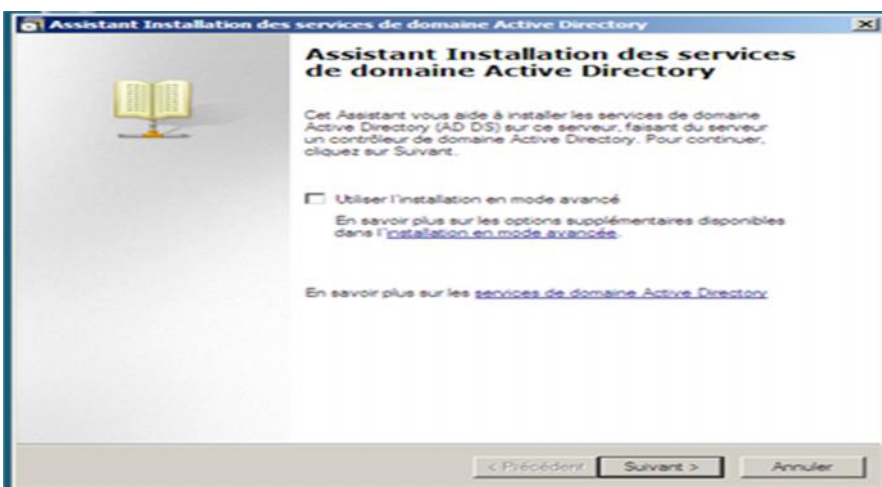 Assistant Installation des services de domaine Active Directory
Assistant Installation des services
de domaine Active Directory
Cet Assistant vous aide à installer les services de domaine
Active Directory (AD DS) sur ce serveur, faisant du serveur
un contrôleur de domaine Active Directory. Pour continuer,
cliquez sur Suivant.
Utiliser l'installation en mode avancé
En savoir plus sur les options supplémentaires disponibles
dans l'installation en mode avancée.
En savoir plus sur les services de domaine Active Directory
< Précédent Suivant > Annuler